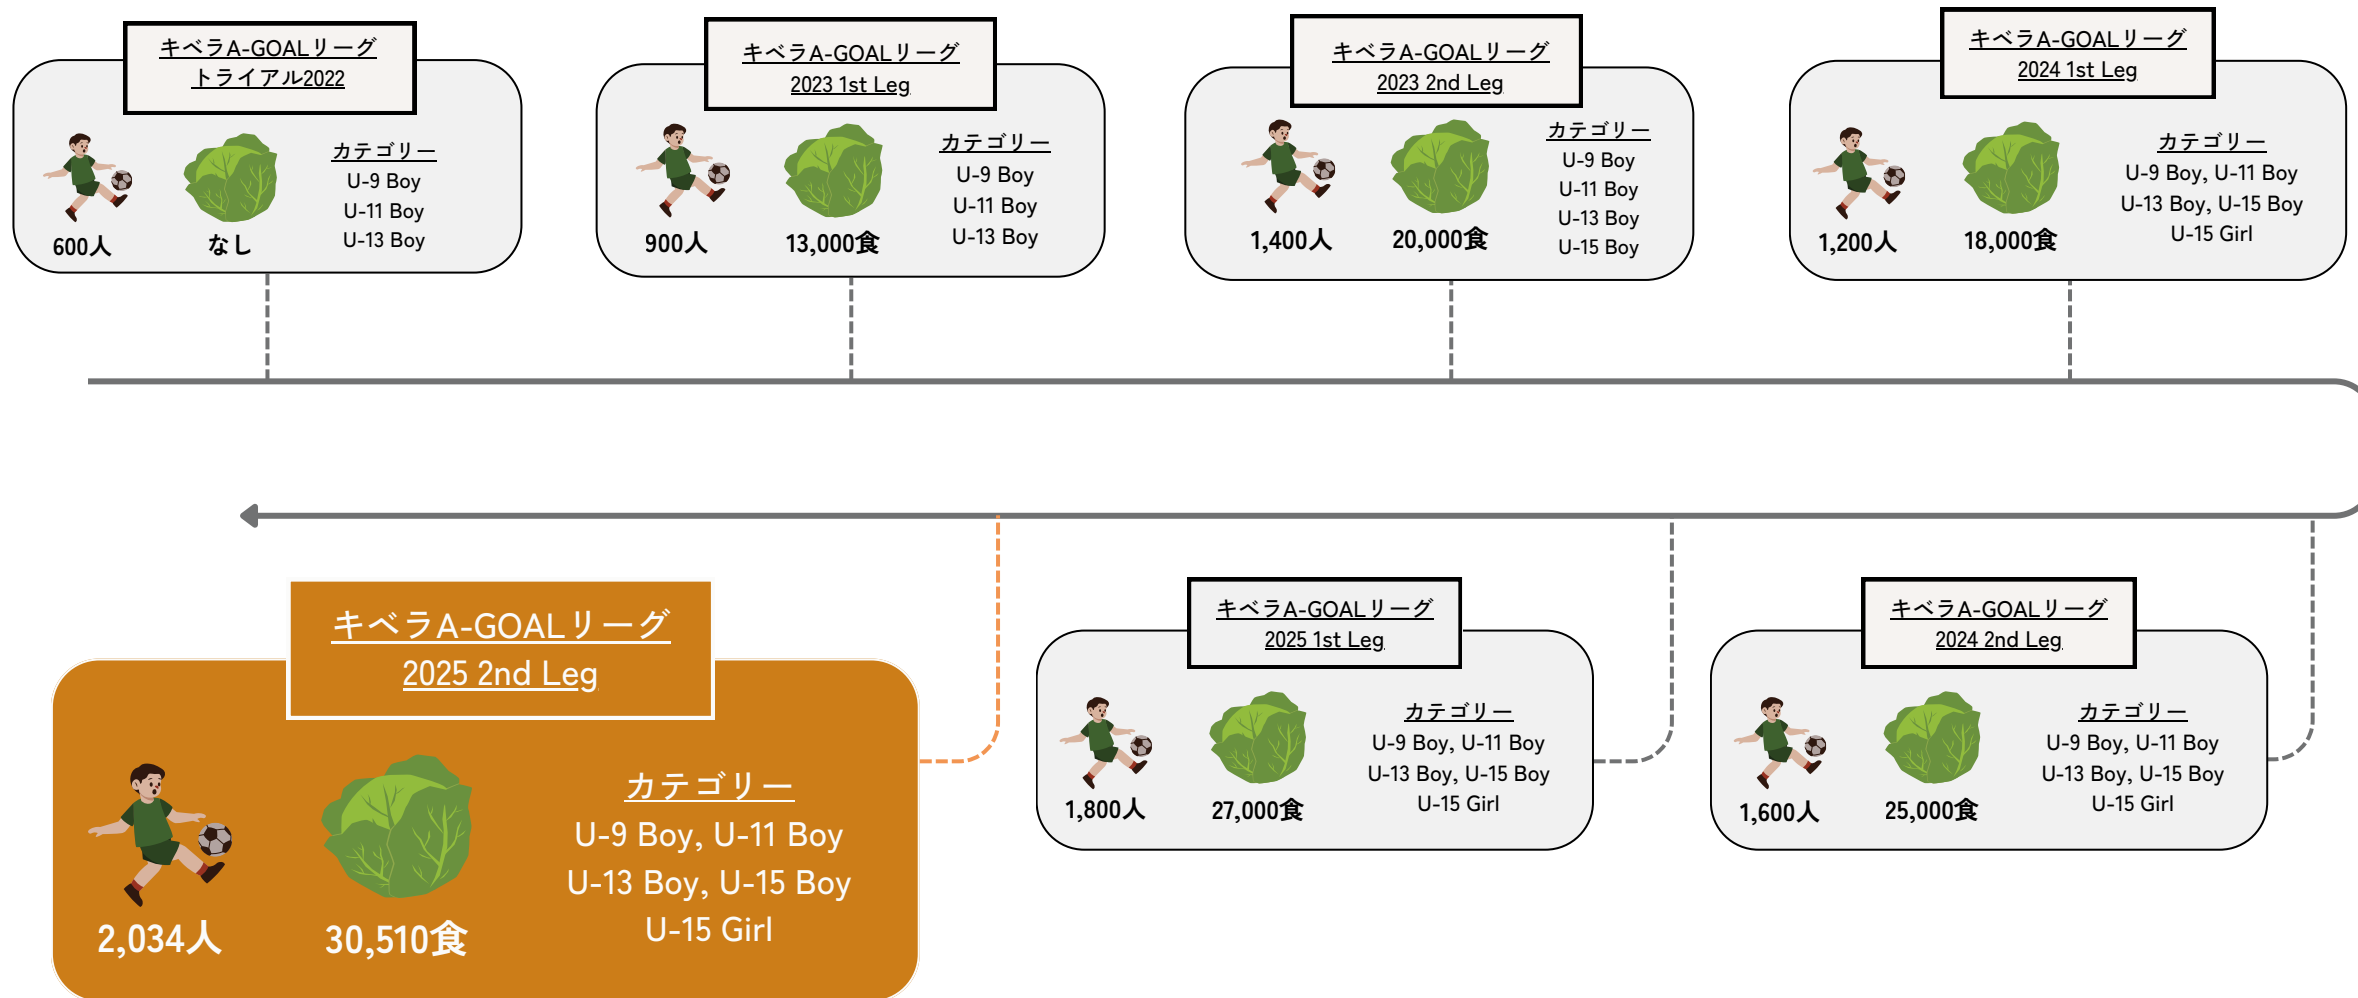 キベラA-GOALリーグ
トライアル2022
カテゴリー
U-9 Boy
U-11 Boy
U-13 Boy
600人
なし
キベラA-GOALリーグ
2023 1st Leg
カテゴリー
U-9 Boy
U-11 Boy
U-13 Boy
900人
13,000食
キベラA-GOALリーグ
2023 2nd Leg
カテゴリー
U-9 Boy
U-11 Boy
U-13 Boy
U-15 Boy
1,400人
20,000食
キベラA-GOALリーグ
2024 1st Leg
カテゴリー
U-9 Boy, U-11 Boy
U-13 Boy, U-15 Boy
U-15 Girl
1,200人
18,000食
キベラA-GOALリーグ
2024 2nd Leg
カテゴリー
U-9 Boy, U-11 Boy
U-13 Boy, U-15 Boy
U-15 Girl
1,600人
25,000食
キベラA-GOALリーグ
2025 1st Leg
カテゴリー
U-9 Boy, U-11 Boy
U-13 Boy, U-15 Boy
U-15 Girl
1,800人
27,000食
キベラA-GOALリーグ
2025 2nd Leg
カテゴリー
U-9 Boy, U-11 Boy
U-13 Boy, U-15 Boy
U-15 Girl
2,034人
30,510食